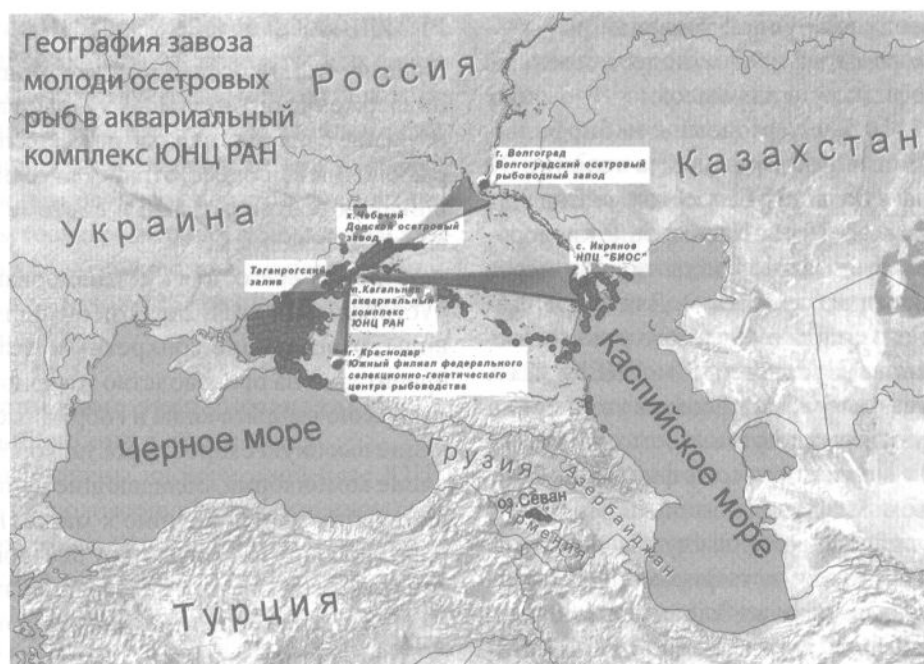 География завоза
молоди осетровых
рыб в аквариальный
комплекс ЮНЦ РАН
Россия
Казахстан
Украина
г. Волгоград
Волгоградский осетровый
рыбоводный завод
х.Чебачий
Донской осетровый
завод
с. Икряное
НПЦ "БИОС"
Таганрогский
залив
п.Кагальник
аквариальный
комплекс
ЮНЦ РАН
г. Краснодар
Южный филиал федерального
селекционно-генетического
центра рыбоводства
Черное море
Каспийское море
Грузия
Азербайджан
оз.Севан
Армения
Турция